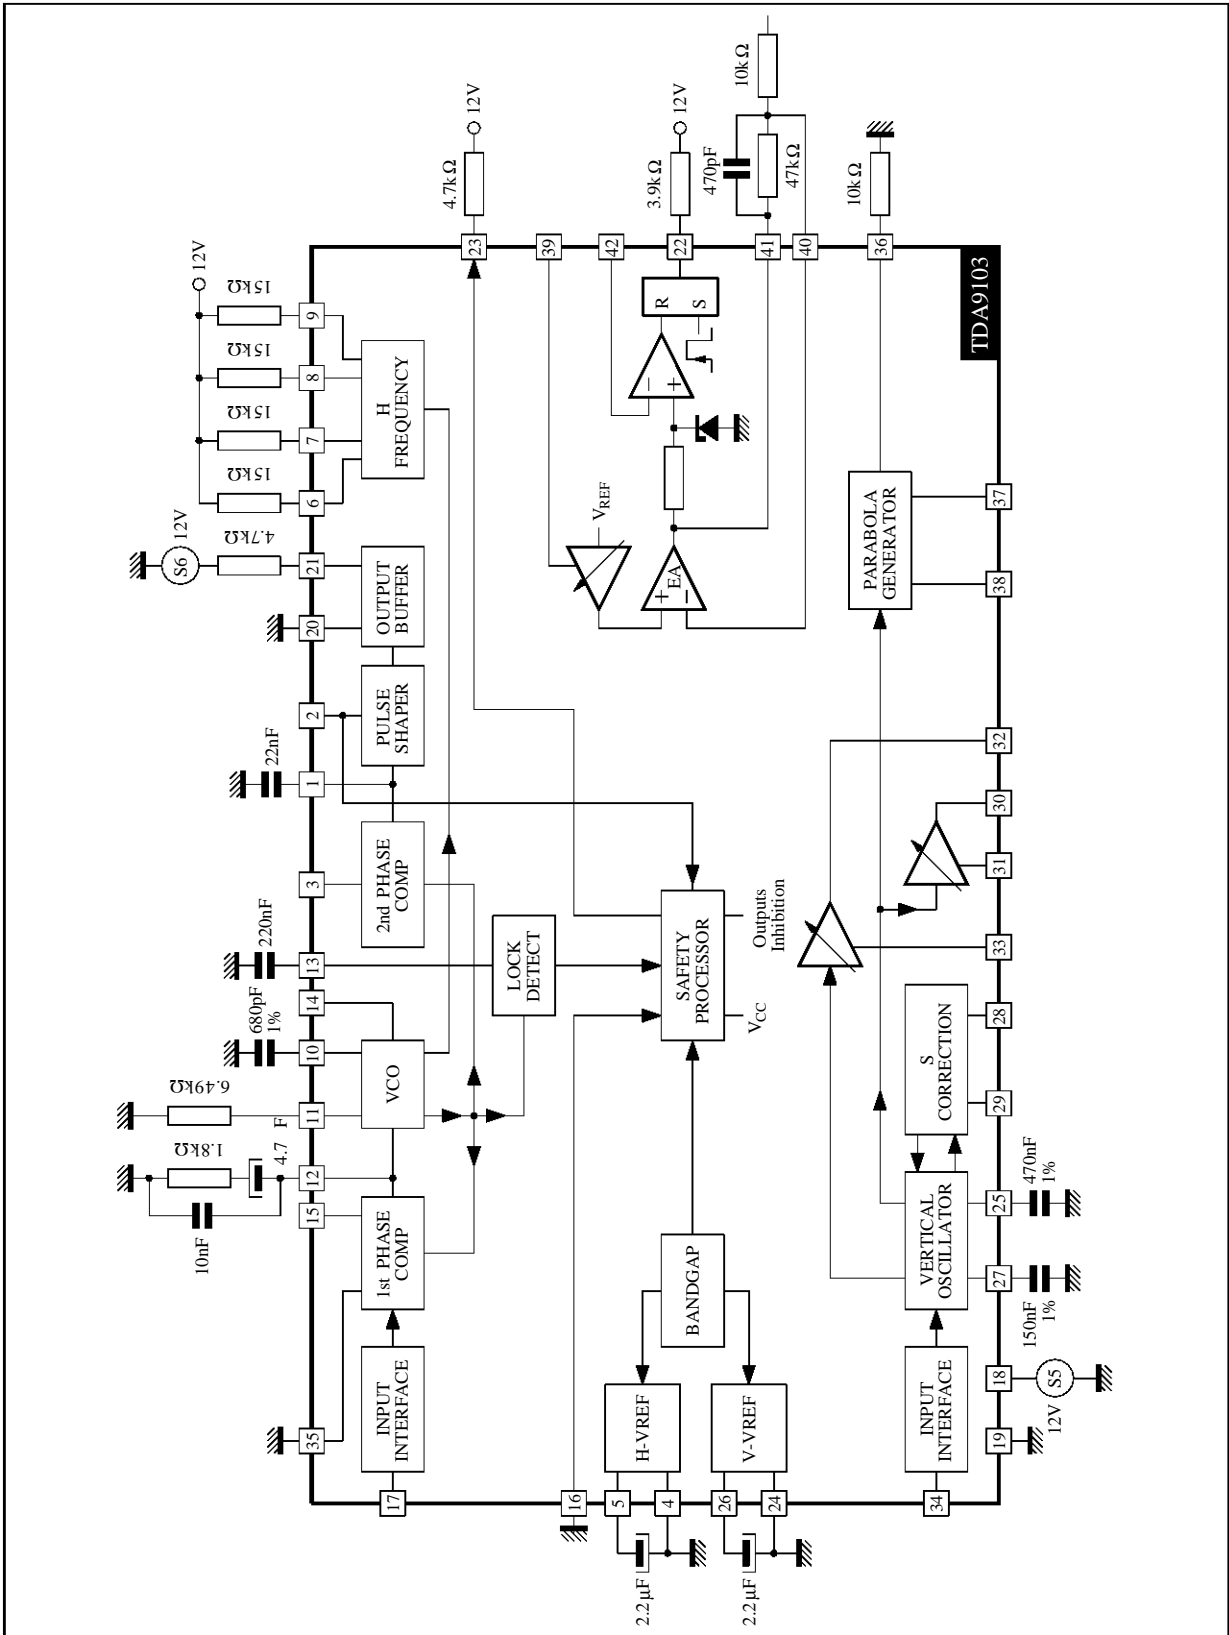 12V
4.7kΩ
12V
3.9kΩ
12V
470pF
47kΩ
10kΩ
10kΩ
15kΩ
15kΩ
15kΩ
15kΩ
12V
S6
4.7kΩ
22nF
220nF
680pF
1%
6.49kΩ
1.8kΩ
4.7
F
10nF
35
15
12
11
10
14
13
3
1
2
20
21
6
7
8
9
23
39
42
22
41
40
36
17
16
5
4
26
24
34
INPUT
INTERFACE
1st PHASE
COMP
VCO
2nd PHASE
COMP
PULSE
SHAPER
OUTPUT
BUFFER
H
FREQUENCY
LOCK
DETECT
SAFETY
PROCESSOR
VCC
Outputs
Inhibition
BANDGAP
H-VREF
V-VREF
2.2µF
2.2µF
VREF
EA
+
−
−
+
R
S
INPUT
INTERFACE
VERTICAL
OSCILLATOR
S
CORRECTION
PARABOLA
GENERATOR
TDA9103
19
18
27
25
29
28
33
31
30
32
38
37
12V
S5
150nF
1%
470nF
1%